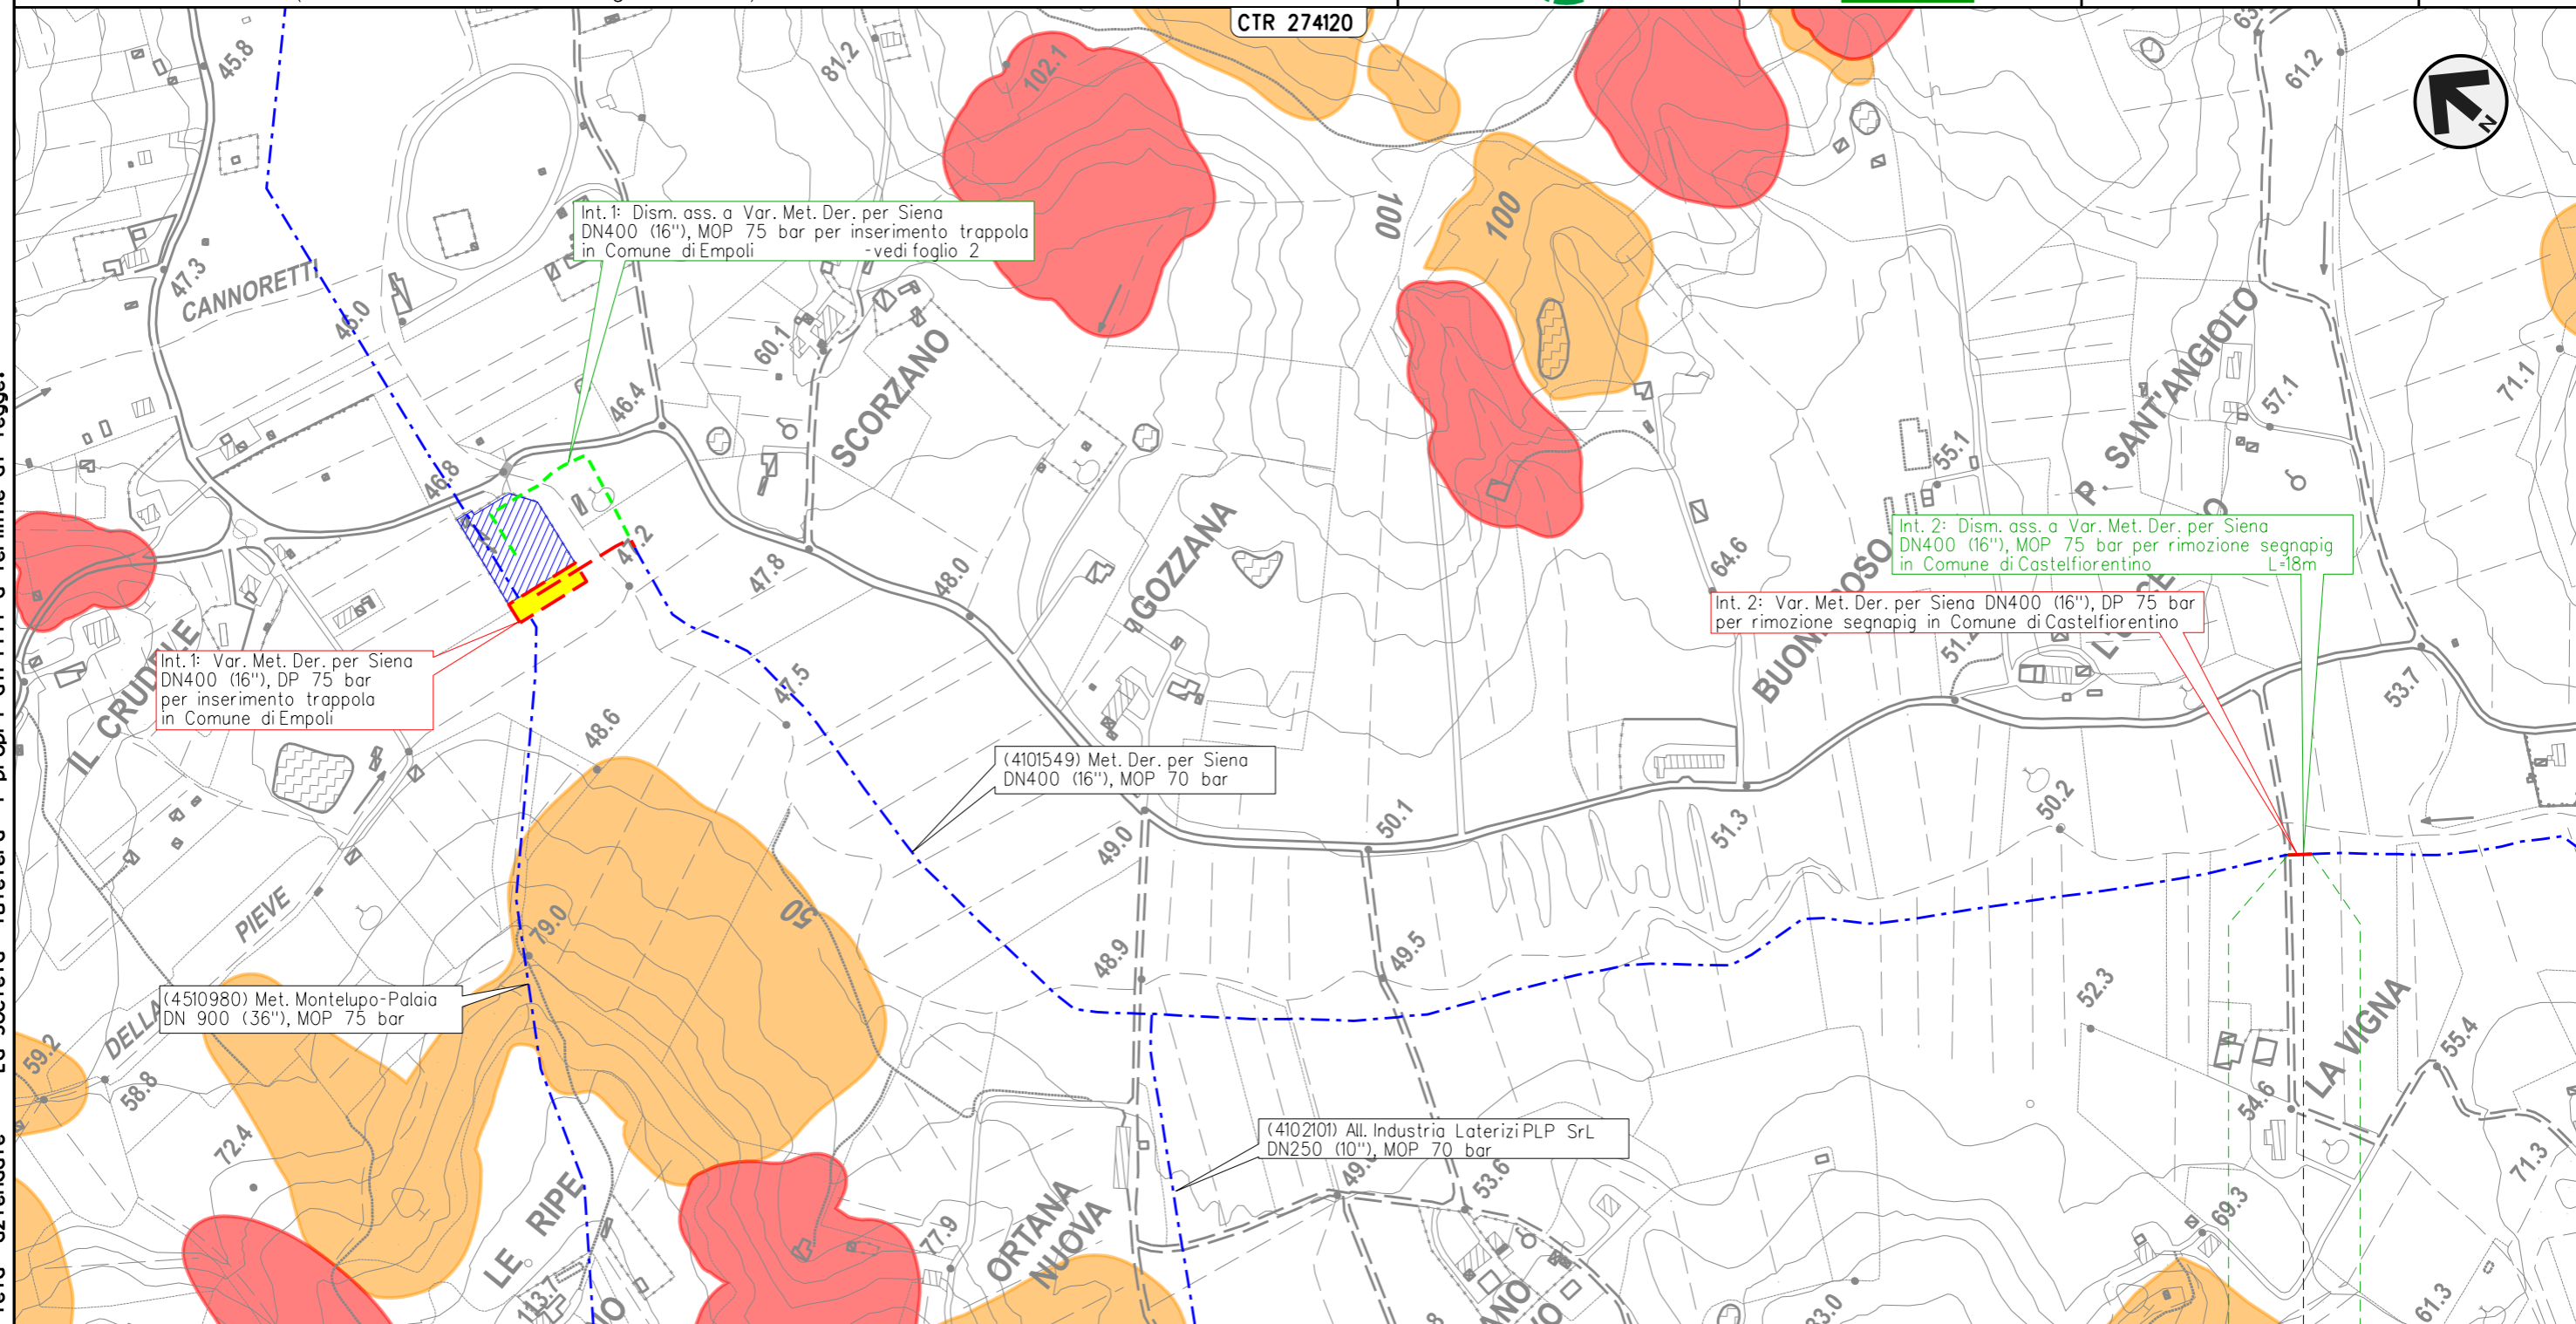 CTR 274120
N
45.8
81.2
102.1
63.
61.2
47.3
CANNORETTI
46.0
Int. 1: Dism. ass. a Var. Met. Der. per Siena
DN400 (16"), MOP 75 bar per inserimento trappola
in Comune di Empoli -vedi foglio 2
100
100
60.1
SCORZANO
46.4
46.8
47.2
47.8
48.0
GOZZANA
64.6
55.1
P. SANT'ANGIOLO
57.1
71.1
Int. 2: Dism. ass. a Var. Met. Der. per Siena
DN400 (16"), MOP 75 bar per rimozione segnapig
in Comune di Castelfiorentino L=18m
Int. 2: Var. Met. Der. per Siena DN400 (16"), DP 75 bar
per rimozione segnapig in Comune di Castelfiorentino
53.7
IL CRUDELE
Int. 1: Var. Met. Der. per Siena
DN400 (16"), DP 75 bar
per inserimento trappola
in Comune di Empoli
48.6
47.5
(4101549) Met. Der. per Siena
DN400 (16"), MOP 70 bar
49.0
50.1
51.3
50.2
PIEVE
79.0
50
48.9
49.5
52.3
(4510980) Met. Montelupo-Palaia
DN 900 (36"), MOP 75 bar
DELLA
59.2
58.8
72.4
LA VIGNA
55.4
54.6
(4102101) All. Industria Laterizi PLP SrL
DN250 (10"), MOP 70 bar
53.6
LE RIPE
113.7
77.9
ORTANA
NUOVA
69.3
71.3
61.3